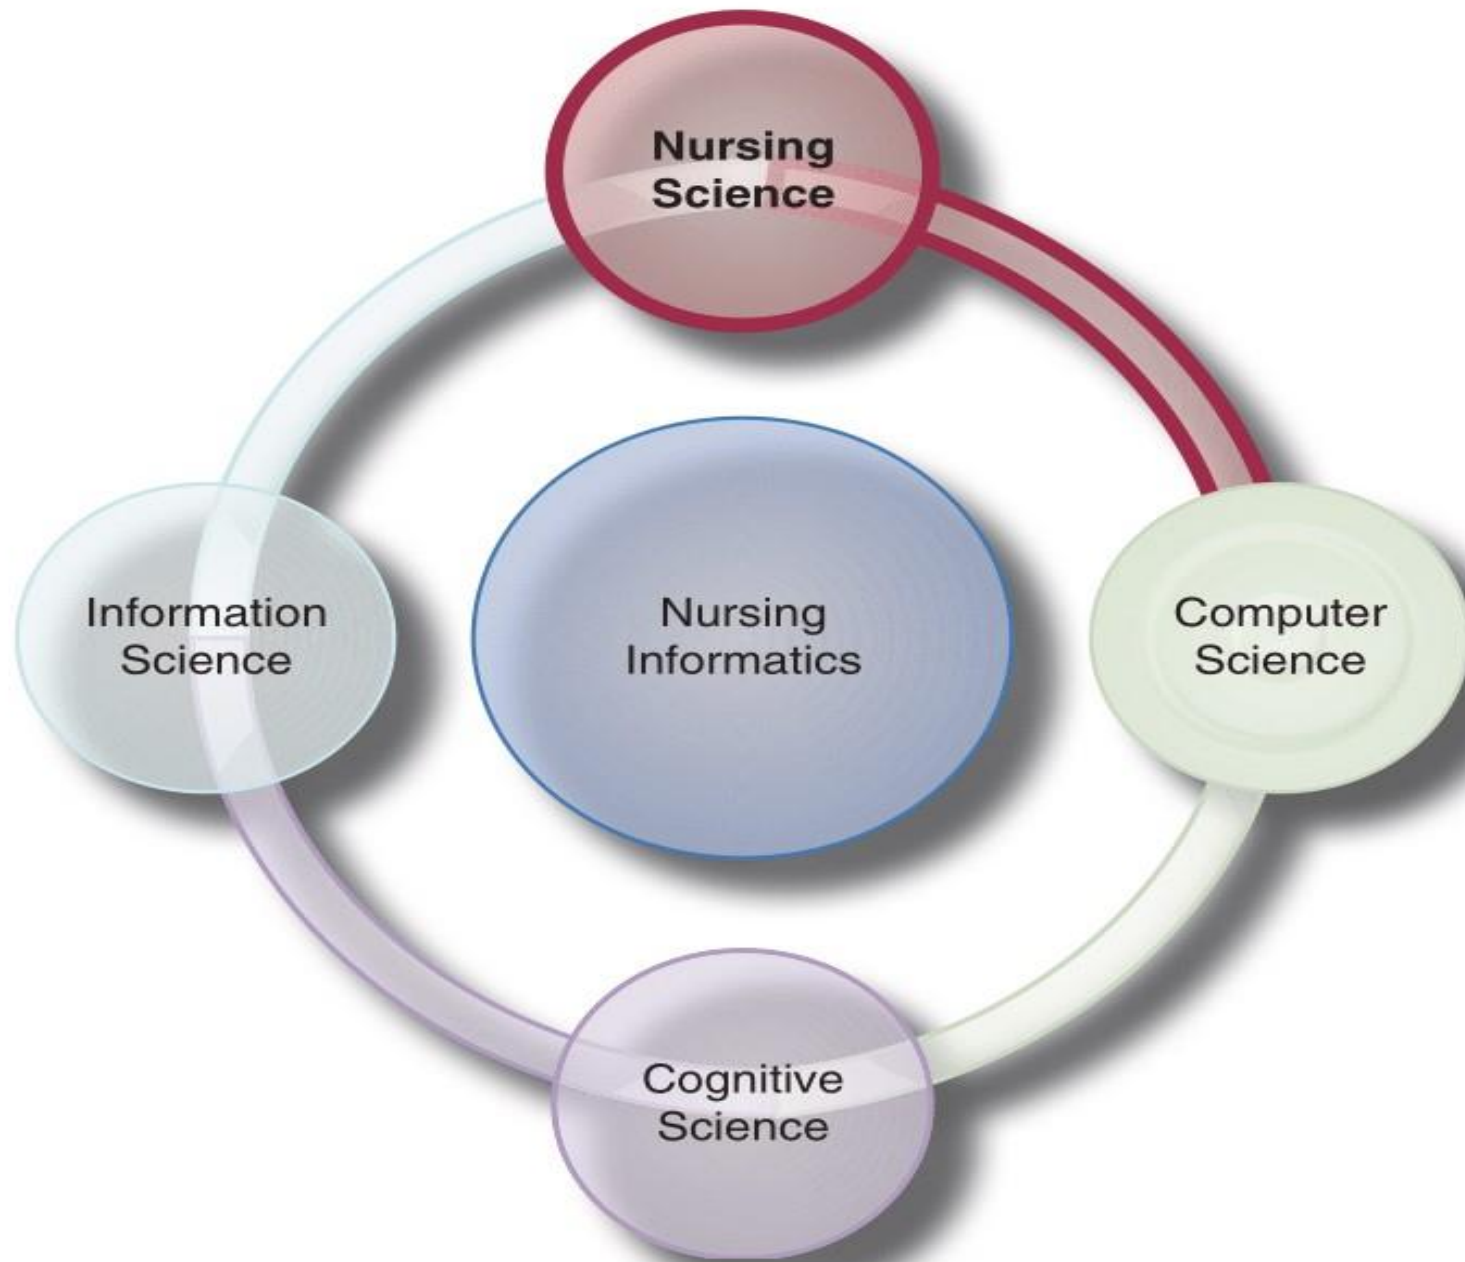 Nursing
Science
Information
Science
Nursing
Informatics
Computer
Science
Cognitive
Science